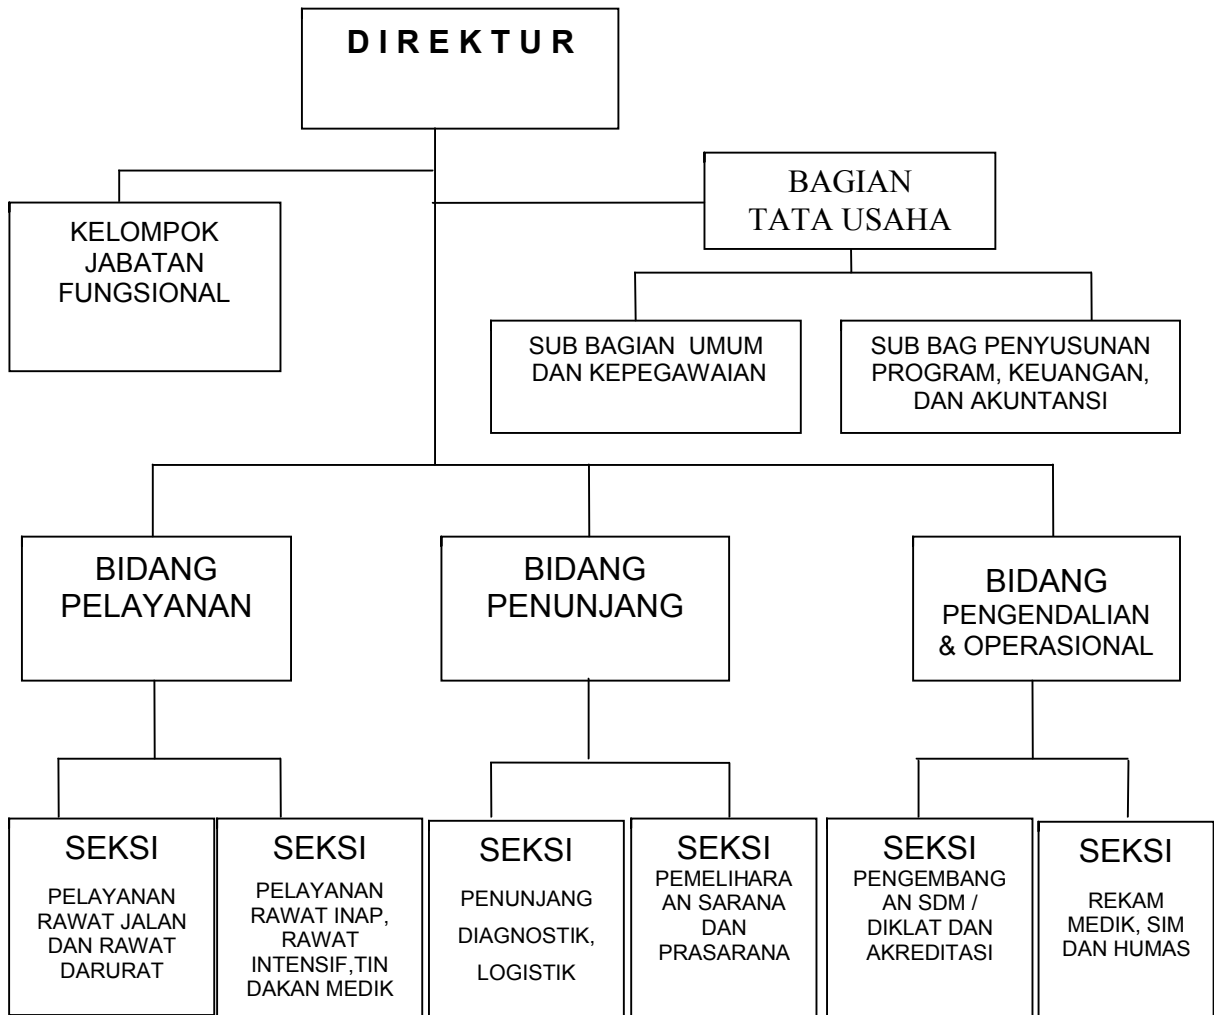 D I R E K T U R
BAGIAN
TATA USAHA
KELOMPOK
JABATAN
FUNGSIONAL
SUB BAGIAN UMUM
DAN KEPEGAWAIAN
SUB BAG PENYUSUNAN
PROGRAM, KEUANGAN,
DAN AKUNTANSI
BIDANG
PELAYANAN
BIDANG
PENUNJANG
BIDANG
PENGENDALIAN
& OPERASIONAL
SEKSI
PELAYANAN
RAWAT JALAN
DAN RAWAT
DARURAT
SEKSI
PELAYANAN
RAWAT INAP,
RAWAT
INTENSIF,TIN
DAKAN MEDIK
SEKSI
PENUNJANG
DIAGNOSTIK,
LOGISTIK
SEKSI
PEMELIHARA
AN SARANA
DAN
PRASARANA
SEKSI
PENGEMBANG
AN SDM /
DIKLAT DAN
AKREDITASI
SEKSI
REKAM
MEDIK, SIM
DAN HUMAS